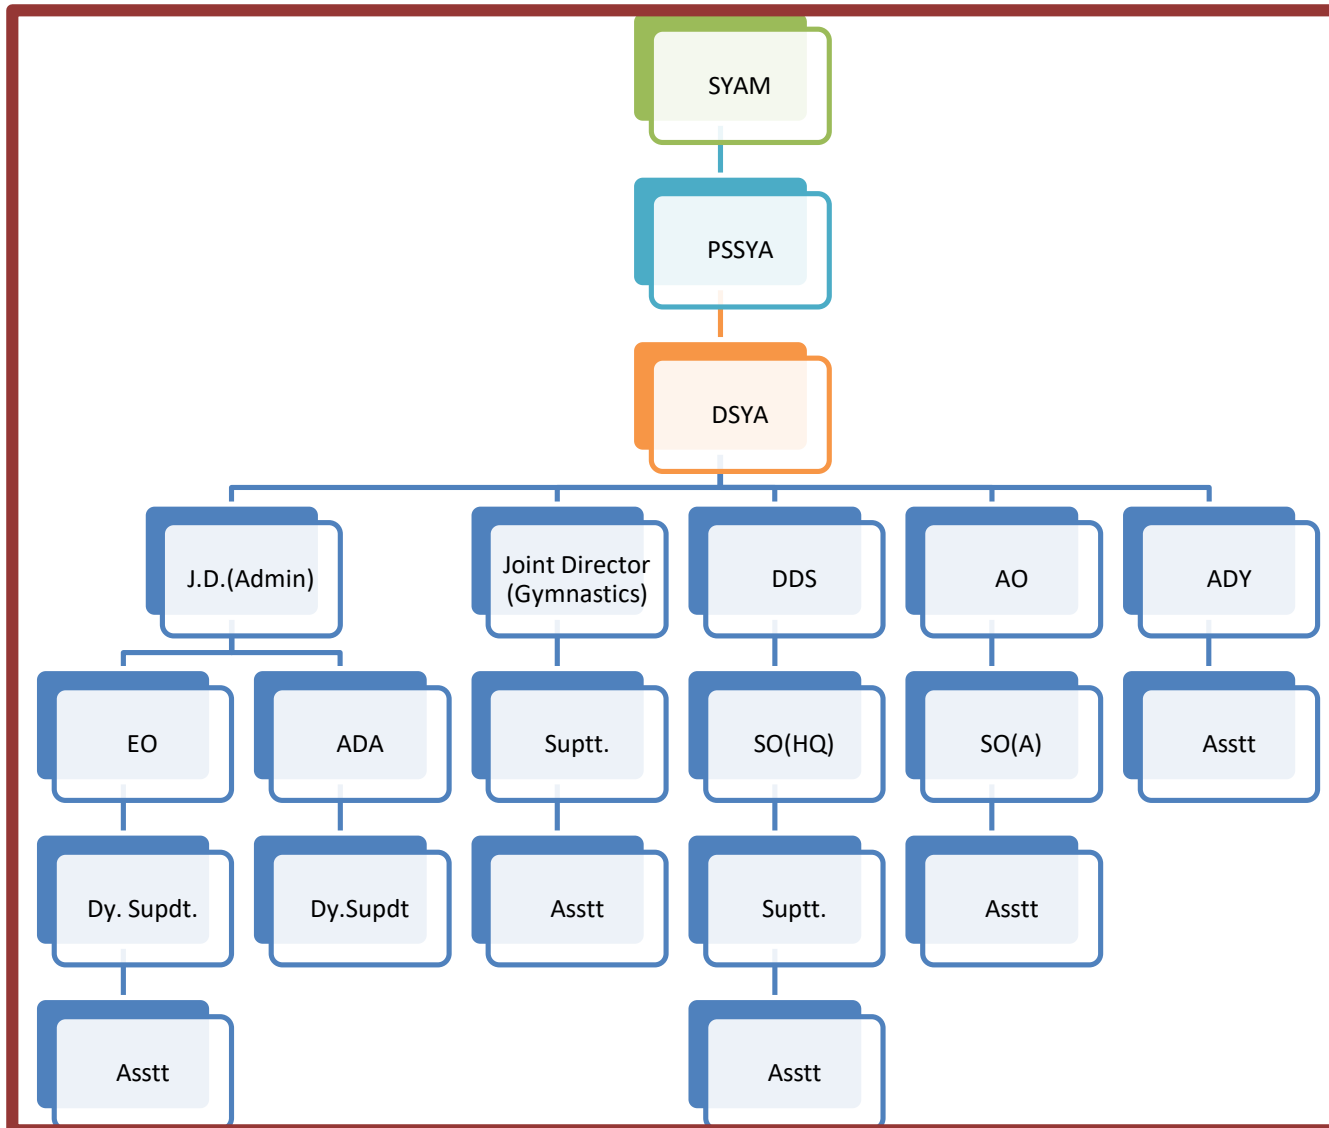 SYAM
PSSYA
DSYA
J.D.(Admin)
Joint Director
(Gymnastics)
DDS
AO
ADY
EO
ADA
Suptt.
SO(HQ)
SO(A)
Asstt
Dy. Supdt.
Dy.Supdt
Asstt
Suptt.
Asstt
Asstt
Asstt